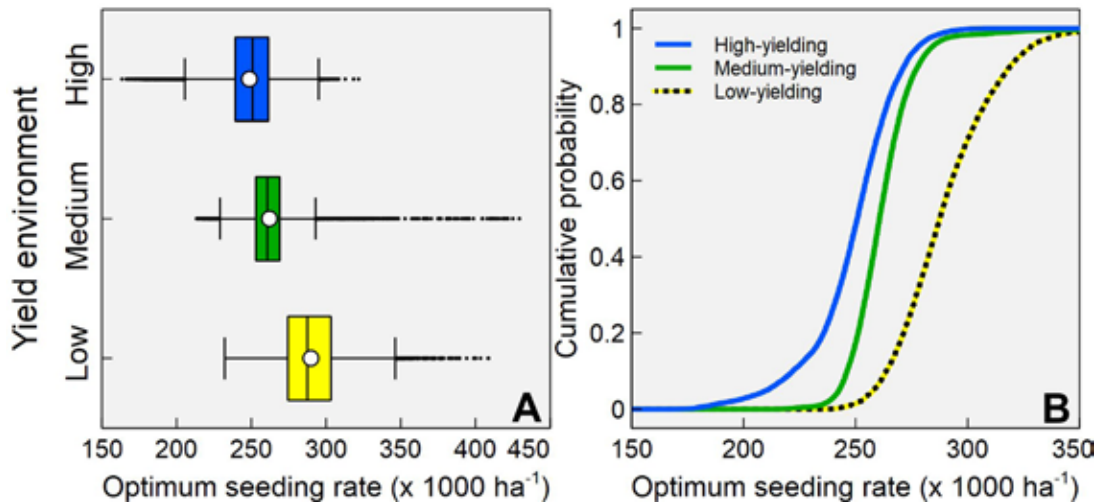 Yield environment
High
Medium
Low
150 200 250 290 350 400 450
Optimum seeding rate (x 1000 ha⁻¹)
A
Cumulative probability
1
0.8
0.6
0.4
0.2
0
High-yielding
Medium-yielding
Low-yielding
150 200 250 300 350
Optimum seeding rate (x 1000 ha⁻¹)
B